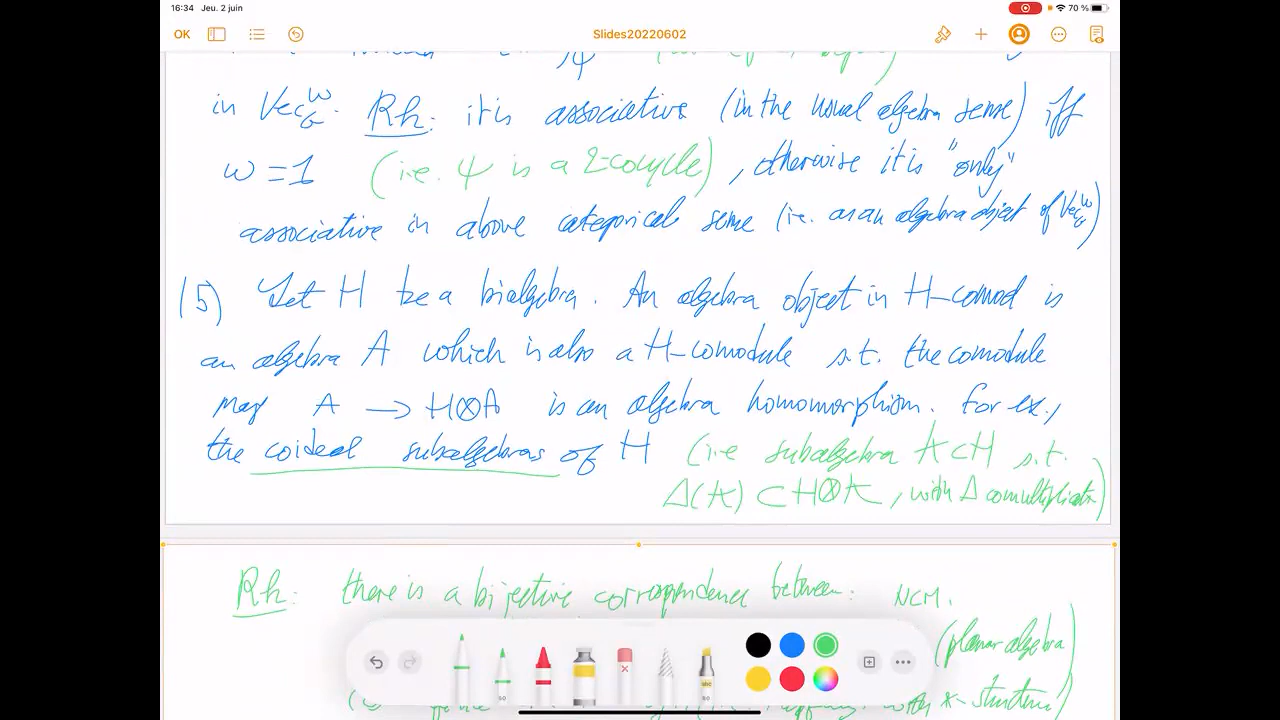 16:34 Jeu. 2 juin
70 %
OK
Slides20220602
in Vec_G^ω. Rk: it is associative (in the usual algebra sense) iff
ω = 1 (i.e. ψ is a 2-cocycle), otherwise it is "only"
associative in above categorical sense (i.e. as an algebra object of Vec_G^ω)
(5) Let H be a bialgebra. An algebra object in H-comod is
an algebra A which is also a H-comodule s.t. the comodule
map A → H⊗A is an algebra homomorphism. For ex.,
the coideal subalgebras of H (i.e subalgebra A ⊂ H s.t.
Δ(A) ⊂ H⊗A, with Δ comultiplication)
Rk: there is a bijective correspondence between: NCM.
(planar algebra
*-structure)